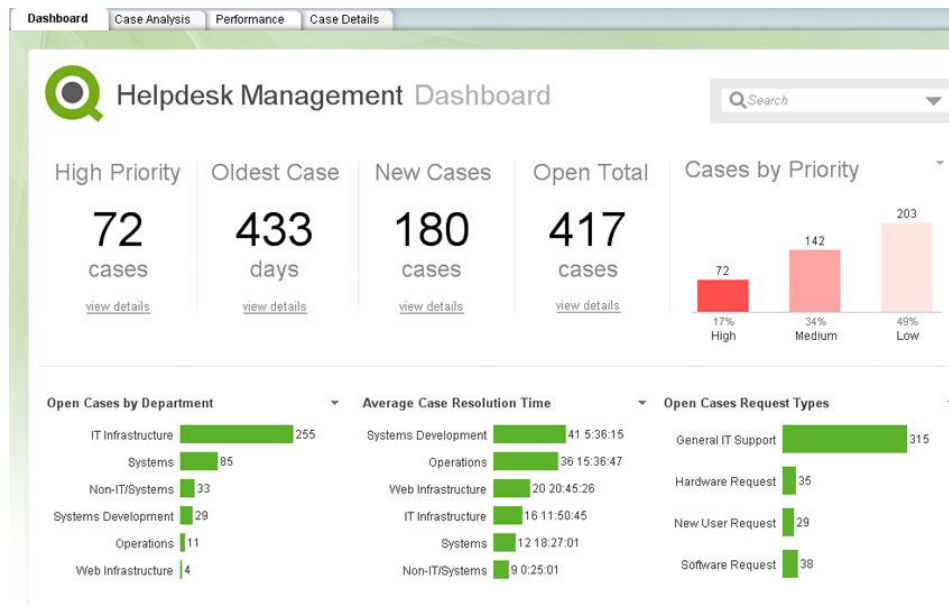 Dashboard Case Analysis Performance Case Details
Helpdesk Management Dashboard
Search
High Priority
72
cases
view details
Oldest Case
433
days
view details
New Cases
180
cases
view details
Open Total
417
cases
view details
Cases by Priority
72 142 203
17% 34% 49%
High Medium Low
Open Cases by Department
IT Infrastructure 255
Systems 85
Non-IT/Systems 33
Systems Development 29
Operations 11
Web Infrastructure 4
Average Case Resolution Time
Systems Development 41 5:36:15
Operations 36 15:36:47
Web Infrastructure 20 20:45:26
IT Infrastructure 16 11:50:45
Systems 12 18:27:01
Non-IT/Systems 9 0:25:01
Open Cases Request Types
General IT Support 315
Hardware Request 35
New User Request 29
Software Request 38